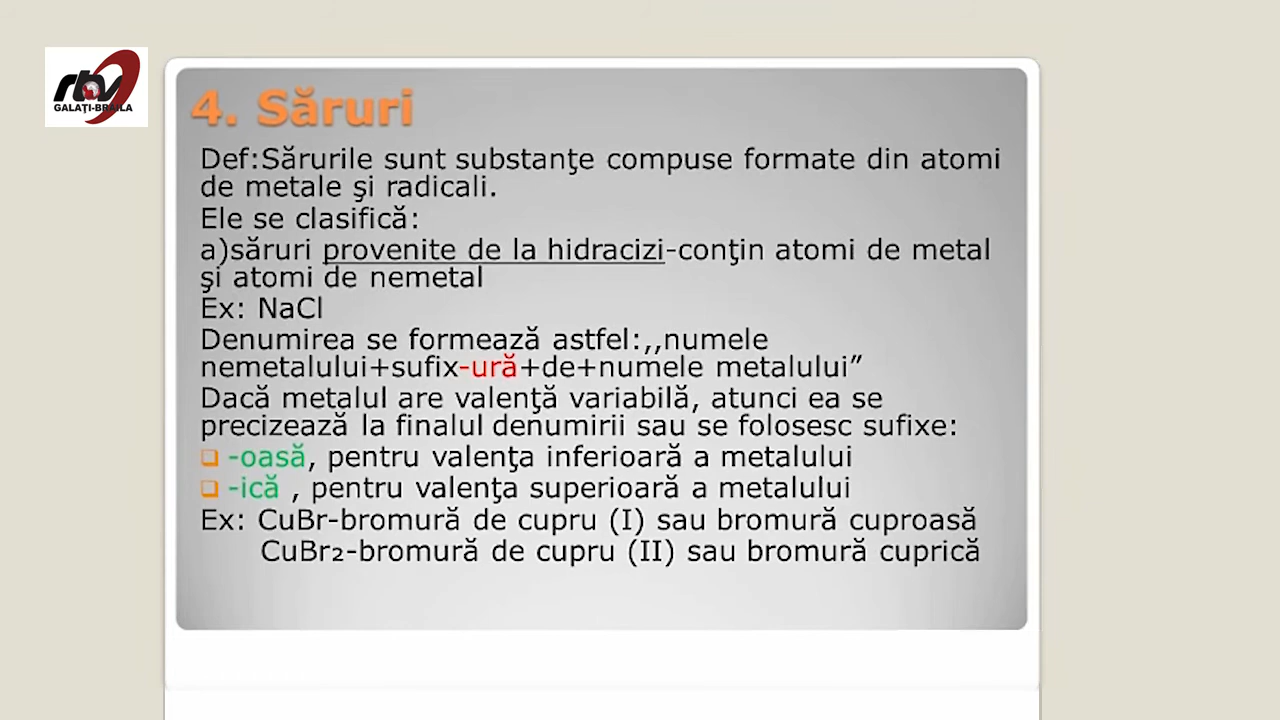 rtv
GALAŢI-BRĂILA
4. Săruri
Def:Sărurile sunt substanţe compuse formate din atomi
de metale şi radicali.
Ele se clasifică:
a)săruri provenite de la hidracizi-conţin atomi de metal
şi atomi de nemetal
Ex: NaCl
Denumirea se formează astfel:,,numele
nemetalului+sufix-ură+de+numele metalului”
Dacă metalul are valenţă variabilă, atunci ea se
precizează la finalul denumirii sau se folosesc sufixe:
-oasă, pentru valenţa inferioară a metalului
-ică , pentru valenţa superioară a metalului
Ex: CuBr-bromură de cupru (I) sau bromură cuproasă
CuBr2-bromură de cupru (II) sau bromură cuprică